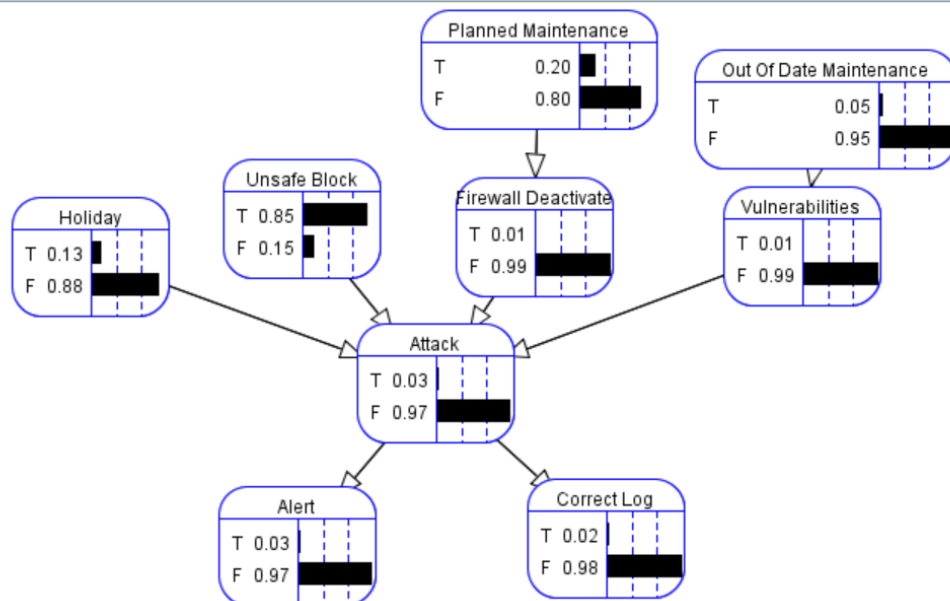 Planned Maintenance
T 0.20
F 0.80
Out Of Date Maintenance
T 0.05
F 0.95
Unsafe Block
T 0.85
F 0.15
Holiday
T 0.13
F 0.88
Firewall Deactivate
T 0.01
F 0.99
Vulnerabilities
T 0.01
F 0.99
Attack
T 0.03
F 0.97
Alert
T 0.03
F 0.97
Correct Log
T 0.02
F 0.98